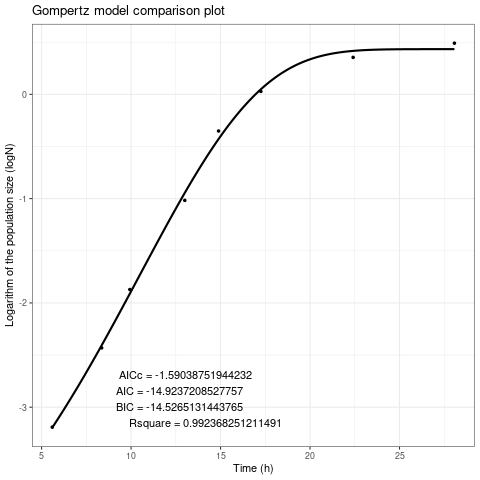 Gompertz model comparison plot
Logarithm of the population size (logN)
0
-1
-2
-3
AICc = -1.59038751944232
AIC = -14.9237208527757
BIC = -14.5265131443765
Rsquare = 0.992368251211491
5
10
15
20
25
Time (h)